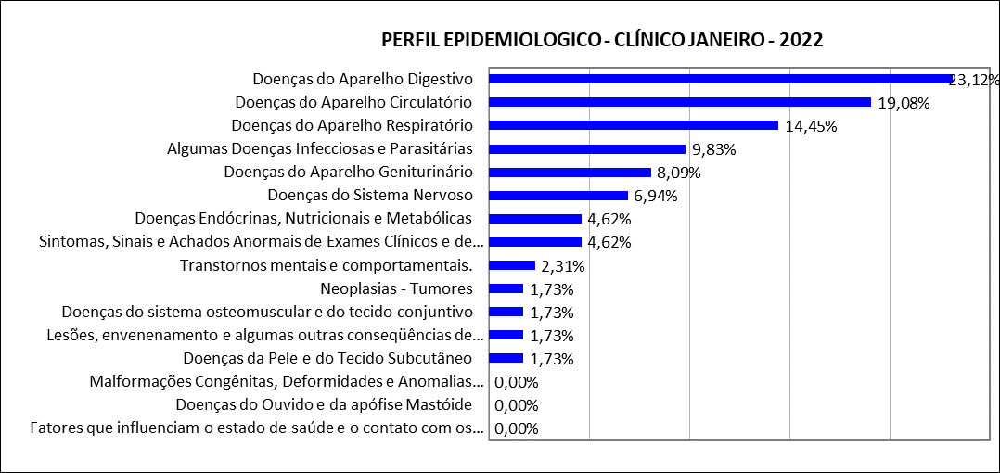 PERFIL EPIDEMIOLOGICO - CLÍNICO JANEIRO - 2022
Doenças do Aparelho Digestivo 23,12%
Doenças do Aparelho Circulatório 19,08%
Doenças do Aparelho Respiratório 14,45%
Algumas Doenças Infecciosas e Parasitárias 9,83%
Doenças do Aparelho Geniturinário 8,09%
Doenças do Sistema Nervoso 6,94%
Doenças Endócrinas, Nutricionais e Metabólicas 4,62%
Sintomas, Sinais e Achados Anormais de Exames Clínicos e de... 4,62%
Transtornos mentais e comportamentais. 2,31%
Neoplasias - Tumores 1,73%
Doenças do sistema osteomuscular e do tecido conjuntivo 1,73%
Lesões, envenenamento e algumas outras conseqüências de... 1,73%
Doenças da Pele e do Tecido Subcutâneo 1,73%
Malformações Congênitas, Deformidades e Anomalias... 0,00%
Doenças do Ouvido e da apófise Mastóide 0,00%
Fatores que influenciam o estado de saúde e o contato com os... 0,00%